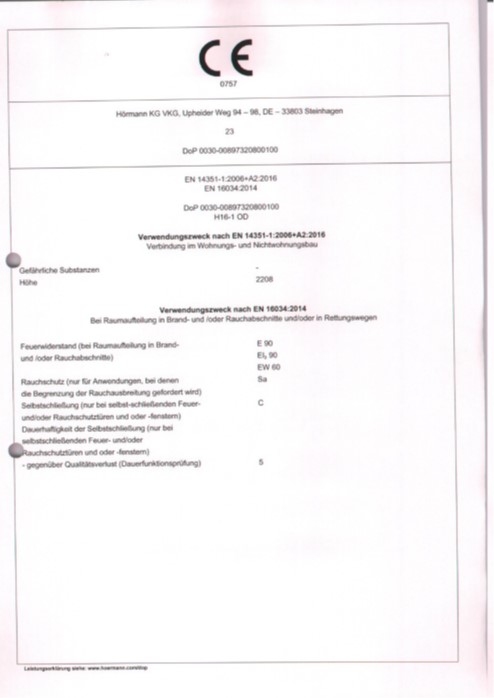 CE
0757
Hörmann KG VKG, Upheider Weg 94 – 98, DE – 33803 Steinhagen
23
DoP 0030-00897320800100
EN 14351-1:2006+A2:2016
EN 16034:2014
DoP 0030-00897320800100
H16-1 OD
Verwendungszweck nach EN 14351-1:2006+A2:2016
Verbindung im Wohnungs- und Nichtwohnungsbau
Gefährliche Substanzen -
Höhe 2208
Verwendungszweck nach EN 16034:2014
Bei Raumaufteilung in Brand- und /oder Rauchabschnitte und/oder in Rettungswegen
Feuerwiderstand (bei Raumaufteilung in Brand- E 90
und /oder Rauchabschnitte) EI₁ 90
EW 60
Rauchschutz (nur für Anwendungen, bei denen Sa
die Begrenzung der Rauchausbreitung gefordert wird)
Selbstschließung (nur bei selbst-schließenden Feuer- C
und/oder Rauchschutztüren und oder -fenstern)
Dauerhaftigkeit der Selbstschließung (nur bei
selbstschließenden Feuer- und/oder
Rauchschutztüren und oder -fenstern)
- gegenüber Qualitätsverlust (Dauerfunktionsprüfung) 5
Leistungserklärung siehe: www.hoermann.com/dop